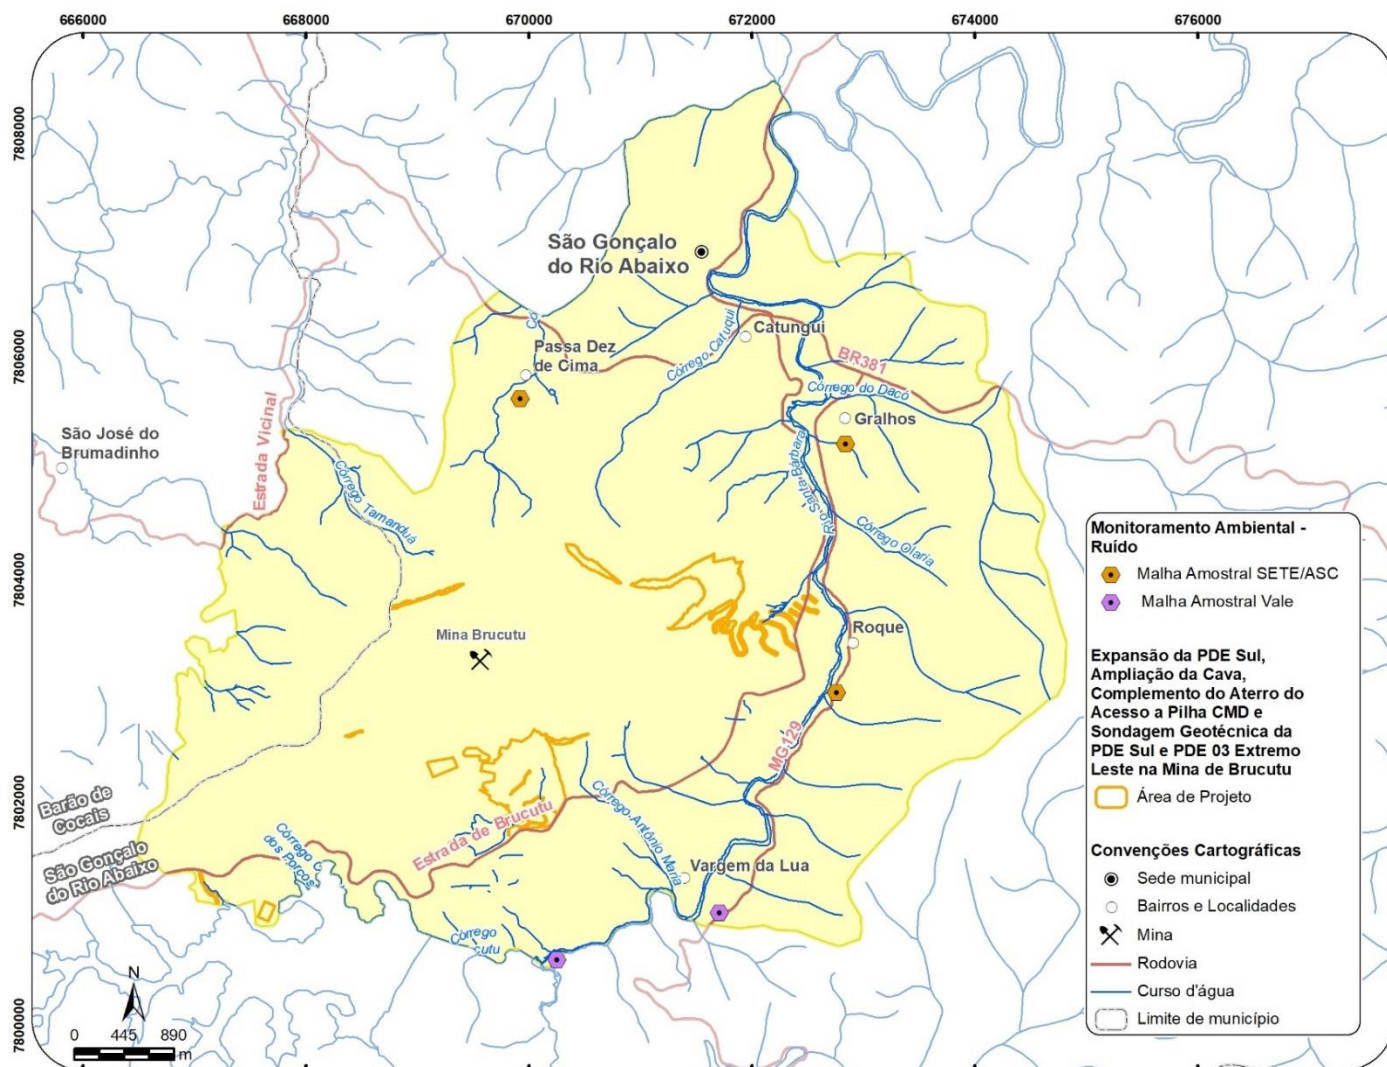 666000
668000
670000
672000
674000
676000
7808000
7806000
7804000
7802000
7800000
São Gonçalo
do Rio Abaixo
Catungui
Córrego Catuqui
BR381
Passa Dez
de Cima
Córrego do Dacó
Gralhos
São José do
Brumadinho
Estrada Vicinal
Córrego Tamanduá
Rio Santa Bárbara
Córrego Olaria
Mina Brucutu
Roque
MG129
Barão de
Cocais
São Gonçalo
do Rio Abaixo
Estrada de Brucutu
Córrego Antônio Maria
Córrego
dos Porcos
Vargem da Lua
Córrego
N
0 445 890
m
Monitoramento Ambiental -
Ruído
Malha Amostral SETE/ASC
Malha Amostral Vale
Expansão da PDE Sul,
Ampliação da Cava,
Complemento do Aterro do
Acesso a Pilha CMD e
Sondagem Geotécnica da
PDE Sul e PDE 03 Extremo
Leste na Mina de Brucutu
Área de Projeto
Convenções Cartográficas
Sede municipal
Bairros e Localidades
Mina
Rodovia
Curso d'água
Limite de município